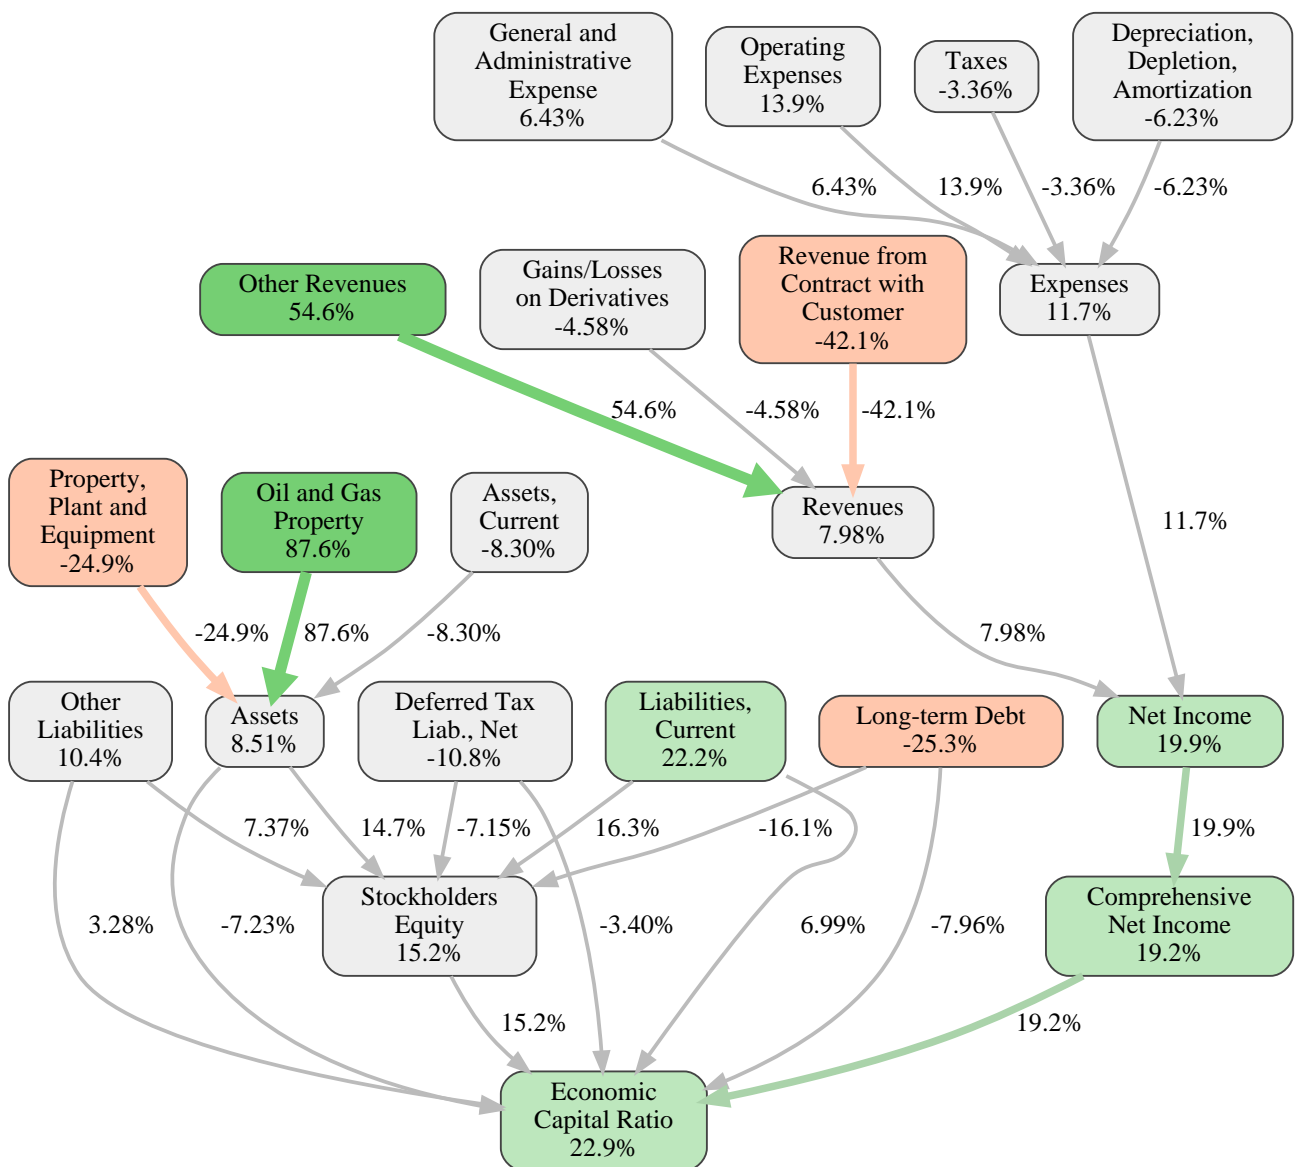 General and
Administrative
Expense
6.43%
Operating
Expenses
13.9%
Taxes
-3.36%
Depreciation,
Depletion,
Amortization
-6.23%
6.43%
13.9%
-3.36%
-6.23%
Other Revenues
54.6%
Gains/Losses
on Derivatives
-4.58%
Revenue from
Contract with
Customer
-42.1%
Expenses
11.7%
54.6%
-4.58%
-42.1%
Property,
Plant and
Equipment
-24.9%
Oil and Gas
Property
87.6%
Assets,
Current
-8.30%
Revenues
7.98%
11.7%
-24.9%
87.6%
-8.30%
7.98%
Other
Liabilities
10.4%
Assets
8.51%
Deferred Tax
Liab., Net
-10.8%
Liabilities,
Current
22.2%
Long-term Debt
-25.3%
Net Income
19.9%
7.37%
14.7%
-7.15%
16.3%
-16.1%
19.9%
Stockholders
Equity
15.2%
Comprehensive
Net Income
19.2%
3.28%
-7.23%
-3.40%
6.99%
-7.96%
15.2%
19.2%
Economic
Capital Ratio
22.9%